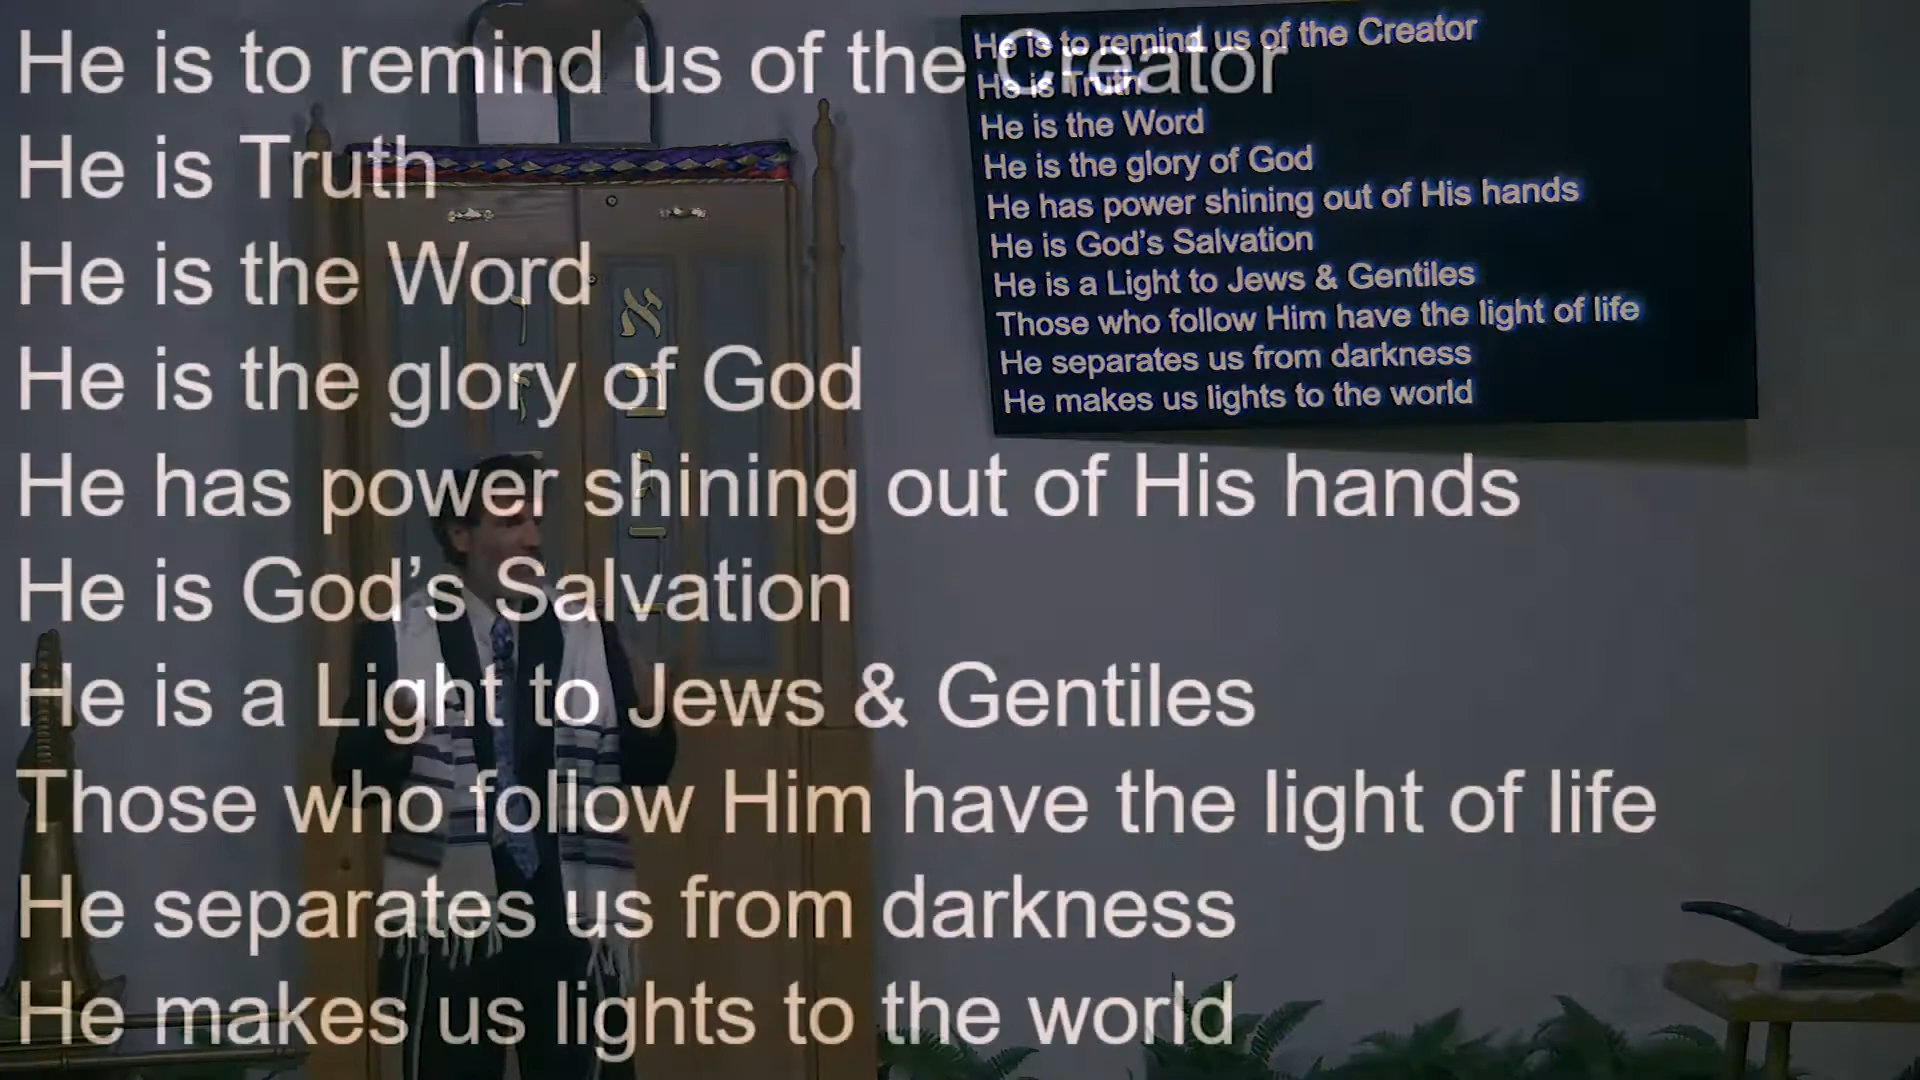 He is to remind us of the Creator
He is Truth
He is the Word
He is the glory of God
He has power shining out of His hands
He is God’s Salvation
He is a Light to Jews & Gentiles
Those who follow Him have the light of life
He separates us from darkness
He makes us lights to the world
He is to remind us of the Creator
He is Truth
He is the Word
He is the glory of God
He has power shining out of His hands
He is God’s Salvation
He is a Light to Jews & Gentiles
Those who follow Him have the light of life
He separates us from darkness
He makes us lights to the world
א